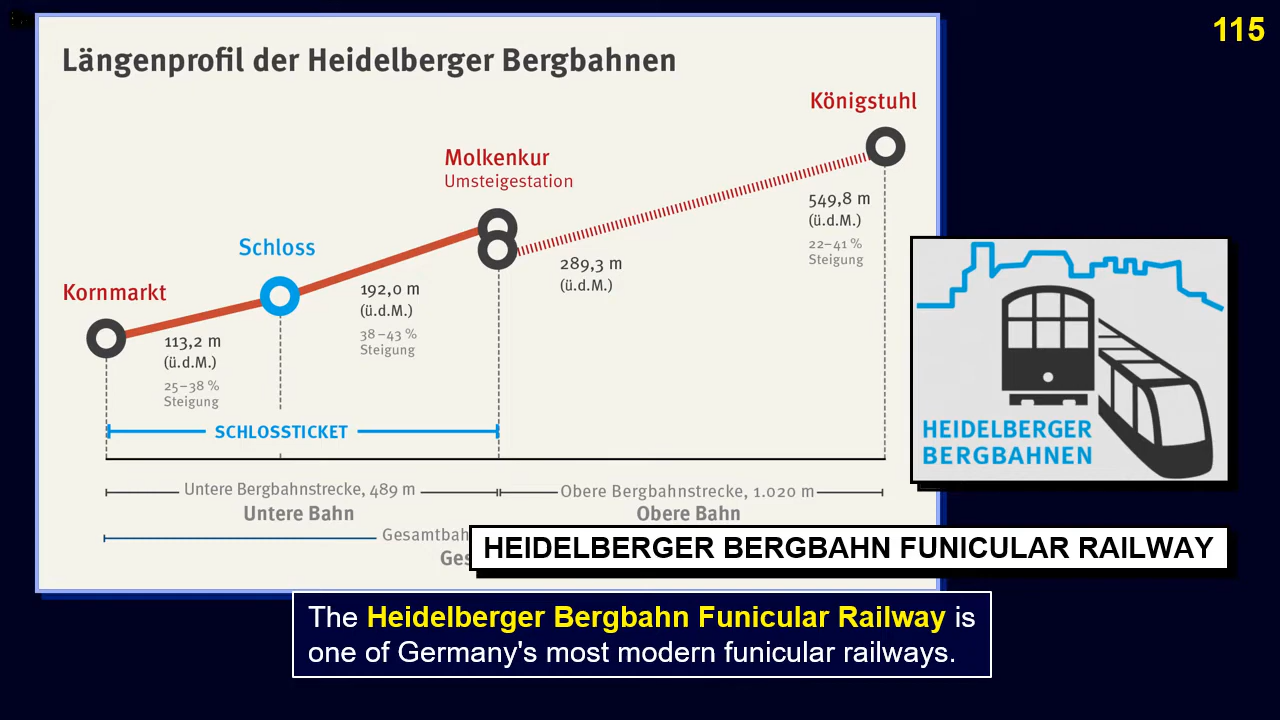 115
Längenprofil der Heidelberger Bergbahnen
Königstuhl
Molkenkur
Umsteigestation
549,8 m
(ü.d.M.)
22–41 %
Steigung
Schloss
289,3 m
(ü.d.M.)
Kornmarkt
192,0 m
(ü.d.M.)
38–43 %
Steigung
113,2 m
(ü.d.M.)
25–38 %
Steigung
SCHLOSSTICKET
HEIDELBERGER
BERGBAHNEN
Untere Bergbahnstrecke, 489 m
Untere Bahn
Obere Bergbahnstrecke, 1.020 m
Obere Bahn
HEIDELBERGER BERGBAHN FUNICULAR RAILWAY
The Heidelberger Bergbahn Funicular Railway is
one of Germany's most modern funicular railways.